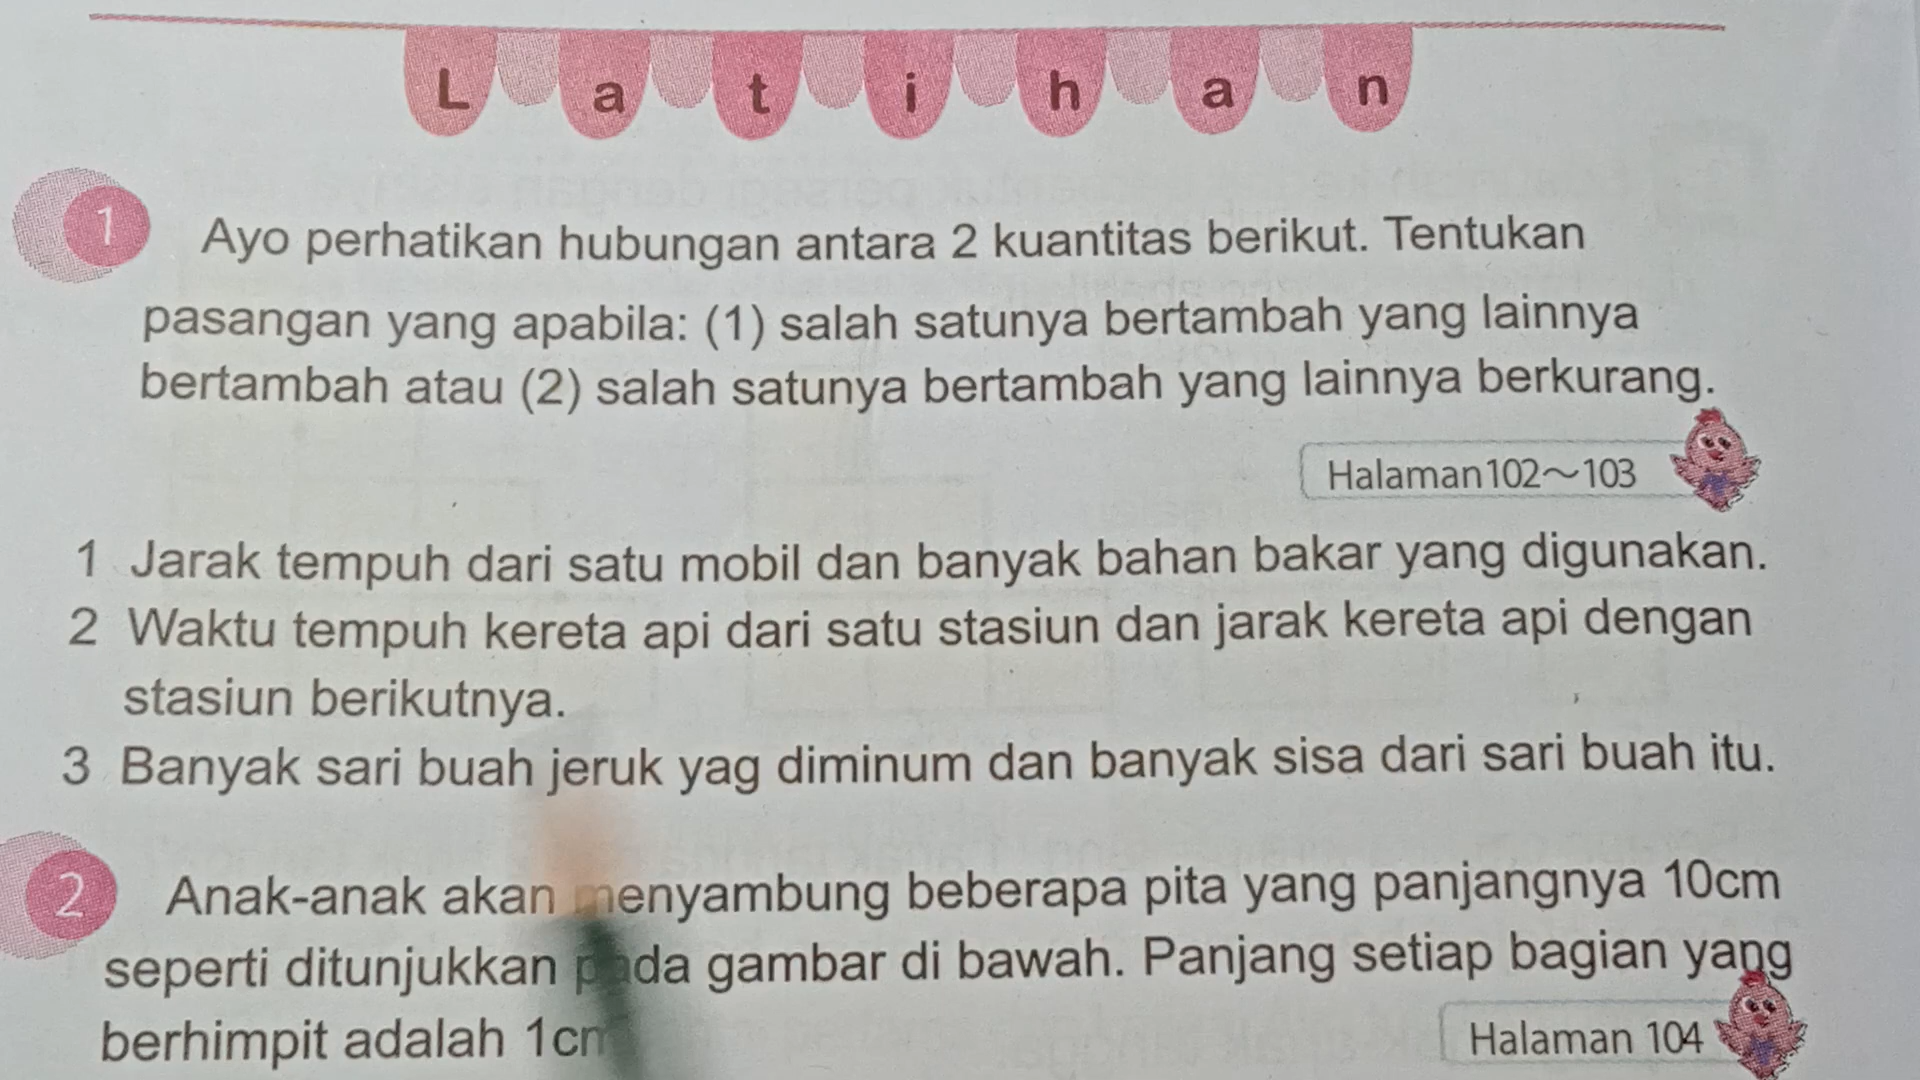 Latihan
1 Ayo perhatikan hubungan antara 2 kuantitas berikut. Tentukan
pasangan yang apabila: (1) salah satunya bertambah yang lainnya
bertambah atau (2) salah satunya bertambah yang lainnya berkurang.
Halaman 102~103
1 Jarak tempuh dari satu mobil dan banyak bahan bakar yang digunakan.
2 Waktu tempuh kereta api dari satu stasiun dan jarak kereta api dengan
stasiun berikutnya.
3 Banyak sari buah jeruk yag diminum dan banyak sisa dari sari buah itu.
2 Anak-anak akan menyambung beberapa pita yang panjangnya 10cm
seperti ditunjukkan pada gambar di bawah. Panjang setiap bagian yang
berhimpit adalah 1cm
Halaman 104